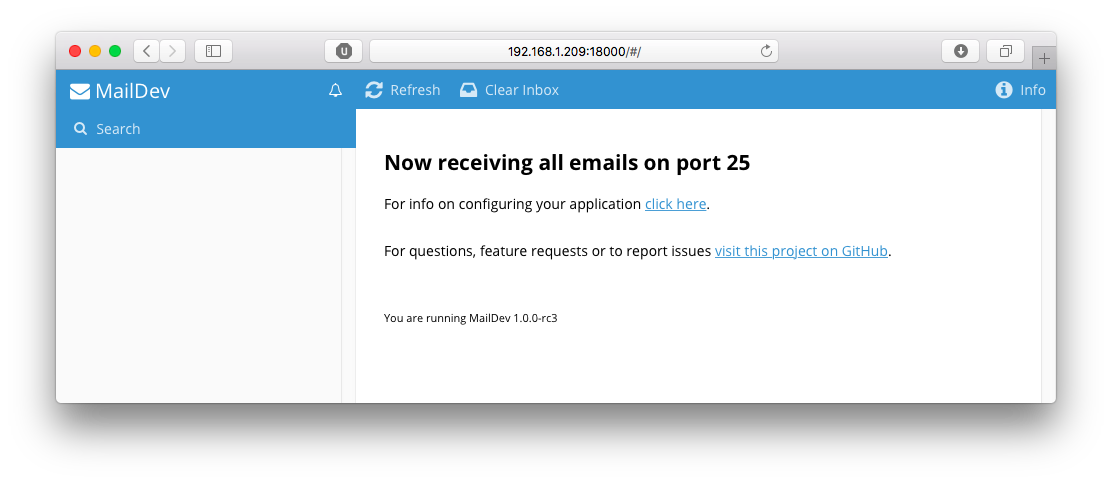 192.168.1.209:18000/#/
MailDev
Refresh
Clear Inbox
Info
Search
Now receiving all emails on port 25
For info on configuring your application click here.
For questions, feature requests or to report issues visit this project on GitHub.
You are running MailDev 1.0.0-rc3